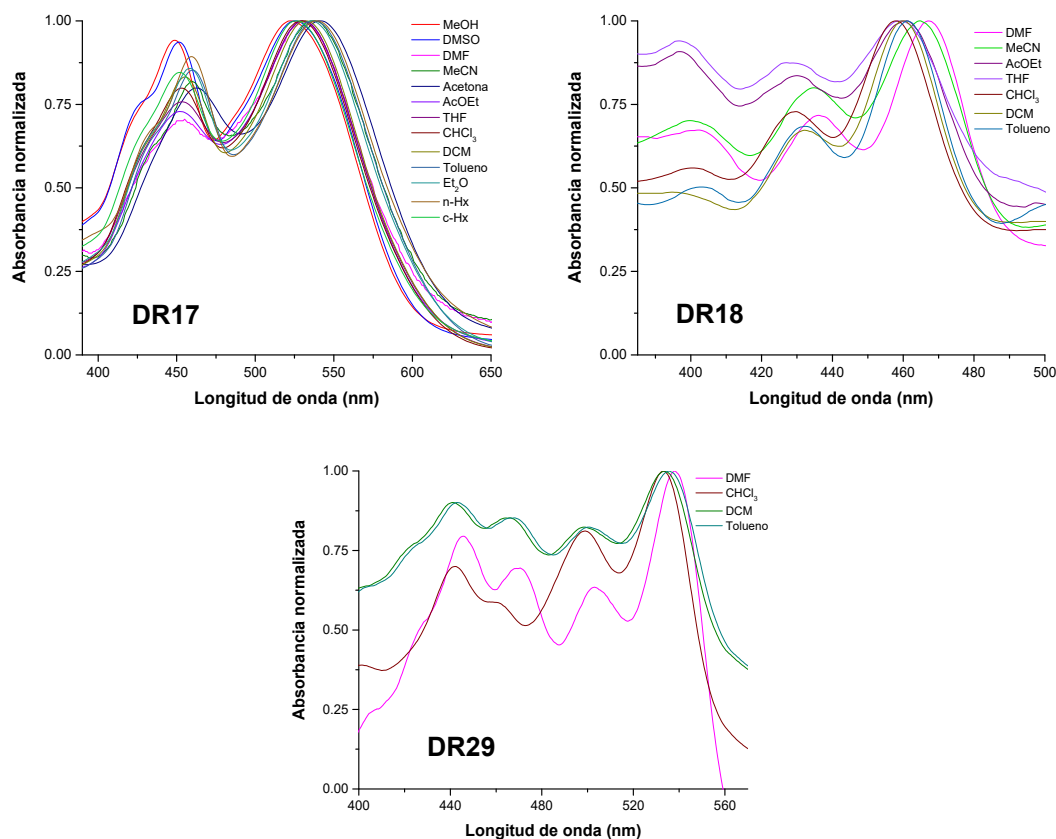 1.00
0.75
0.50
0.25
0.00
400
450
500
550
600
650
Longitud de onda (nm)
Absorbancia normalizada
DR17
MeOH
DMSO
DMF
MeCN
Acetona
AcOEt
THF
CHCl₃
DCM
Tolueno
Et₂O
n-Hx
c-Hx
1.00
0.75
0.50
0.25
0.00
400
420
440
460
480
500
Longitud de onda (nm)
Absorbancia normalizada
DR18
DMF
MeCN
AcOEt
THF
CHCl₃
DCM
Tolueno
1.00
0.75
0.50
0.25
0.00
400
440
480
520
560
Longitud de onda (nm)
Absorbancia normalizada
DR29
DMF
CHCl₃
DCM
Tolueno